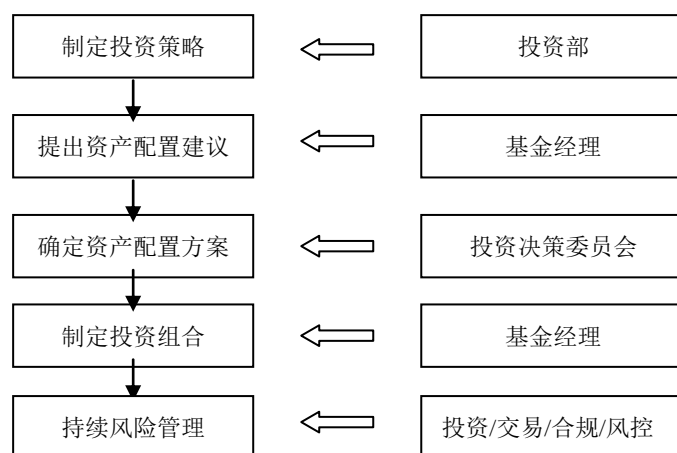 制定投资策略
投资部
提出资产配置建议
基金经理
确定资产配置方案
投资决策委员会
制定投资组合
基金经理
持续风险管理
投资/交易/合规/风控